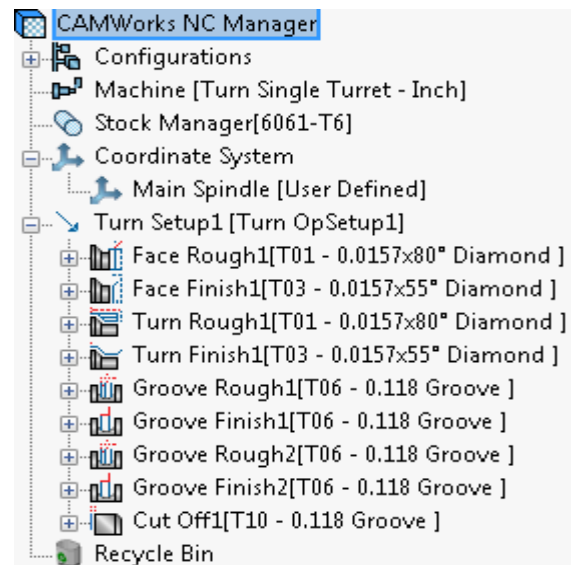 CAMWorks NC Manager
Configurations
Machine [Turn Single Turret - Inch]
Stock Manager[6061-T6]
Coordinate System
Main Spindle [User Defined]
Turn Setup1 [Turn OpSetup1]
Face Rough1[T01 - 0.0157x80° Diamond ]
Face Finish1[T03 - 0.0157x55° Diamond ]
Turn Rough1[T01 - 0.0157x80° Diamond ]
Turn Finish1[T03 - 0.0157x55° Diamond ]
Groove Rough1[T06 - 0.118 Groove ]
Groove Finish1[T06 - 0.118 Groove ]
Groove Rough2[T06 - 0.118 Groove ]
Groove Finish2[T06 - 0.118 Groove ]
Cut Off1[T10 - 0.118 Groove ]
Recycle Bin